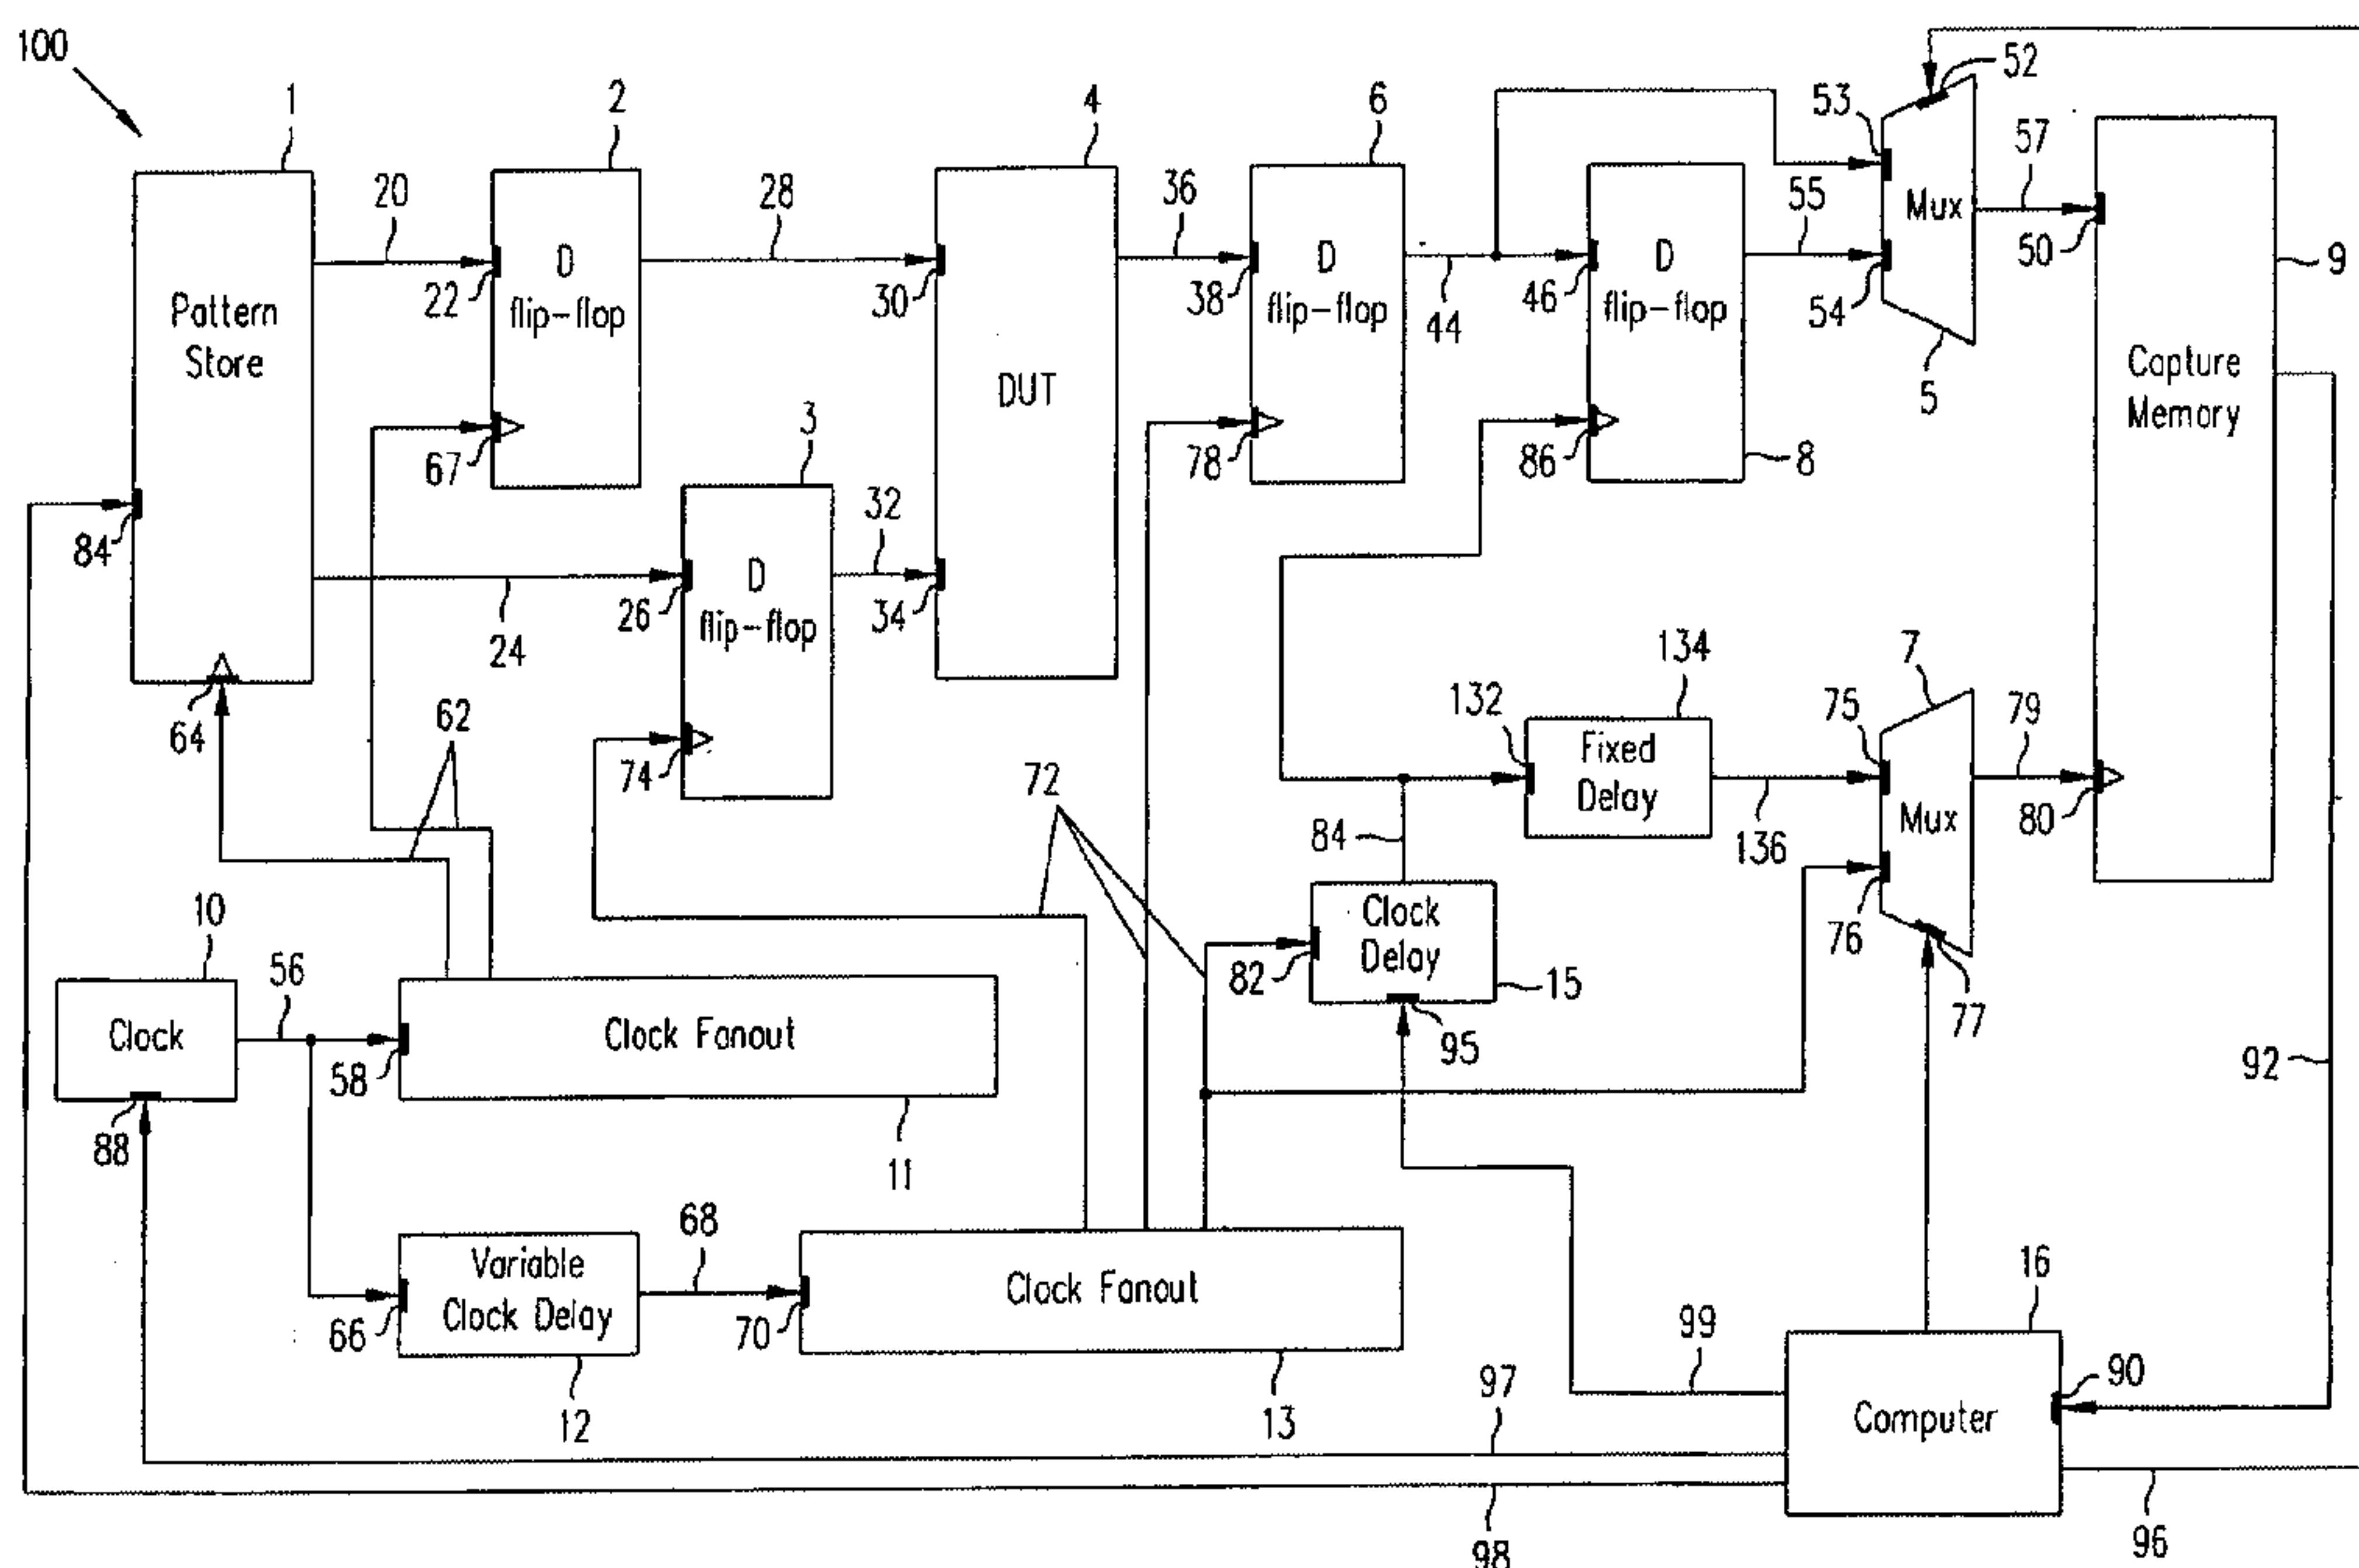 100
1
2
4
6
52
53
57
20
28
36
55
Mux
50
9
22
D
flip-flop
30
38
D
flip-flop
44
46
D
flip-flop
54
5
Pattern
Store
DUT
Capture
Memory
67
3
78
86
8
84
32
26
D
flip-flop
34
24
64
62
74
72
132
134
Fixed
Delay
75
7
79
Mux
80
84
136
10
56
Clock
Delay
82
15
76
77
Clock
58
Clock Fanout
95
92
88
11
68
Variable
Clock Delay
66
70
Clock Fanout
16
99
90
12
13
97
Computer
98
96